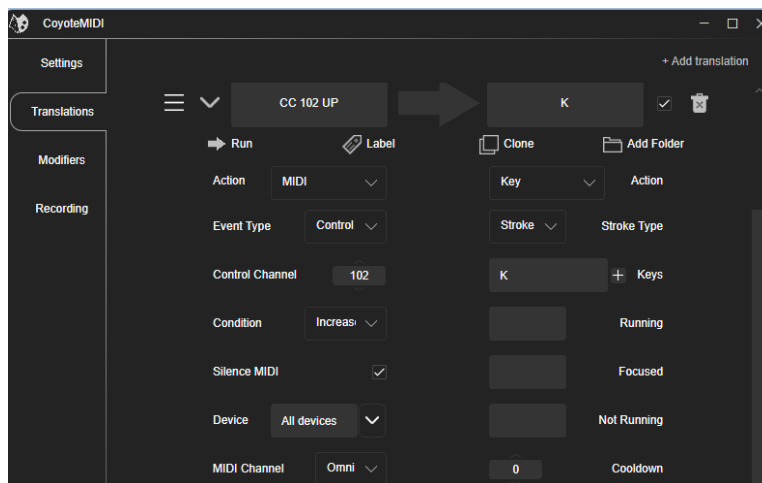 CoyoteMIDI
Settings
+ Add translation
CC 102 UP
K
Translations
Run
Label
Clone
Add Folder
Modifiers
Action
MIDI
Key
Action
Recording
Event Type
Control
Stroke
Stroke Type
Control Channel
102
K
+
Keys
Condition
Increas
Running
Silence MIDI
Focused
Device
All devices
Not Running
MIDI Channel
Omni
0
Cooldown